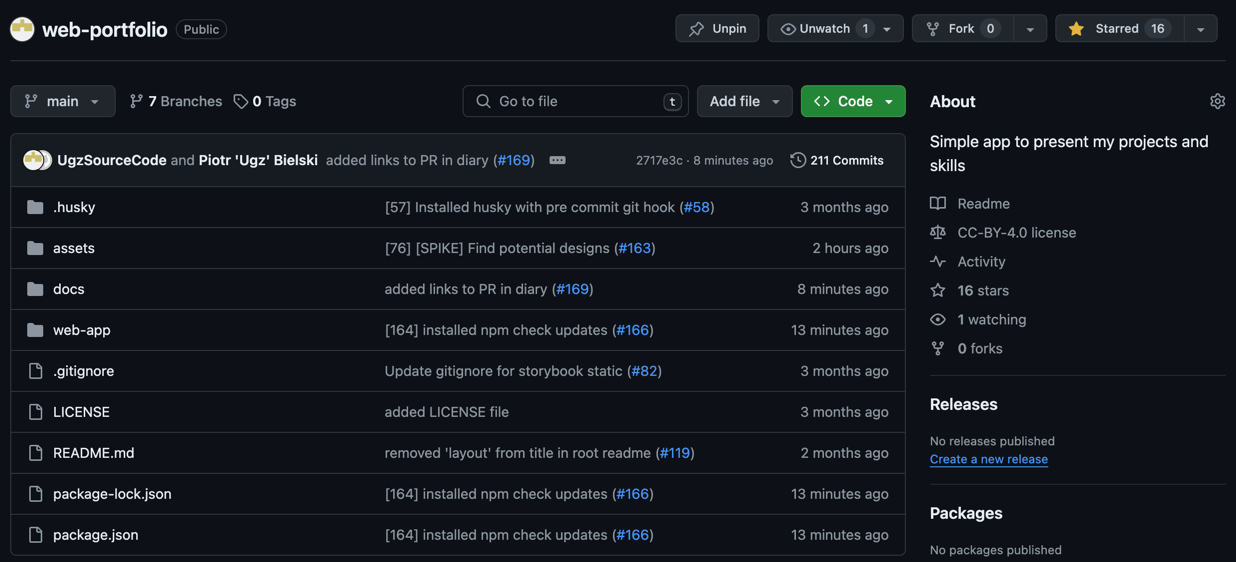 web-portfolio Public Unpin Unwatch 1 Fork 0 Starred 16
main 7 Branches 0 Tags Go to file t Add file <> Code
UgzSourceCode and Piotr 'Ugz' Bielski added links to PR in diary (#169) 2717e3c · 8 minutes ago 211 Commits
.husky [57] Installed husky with pre commit git hook (#58) 3 months ago
assets [76] [SPIKE] Find potential designs (#163) 2 hours ago
docs added links to PR in diary (#169) 8 minutes ago
web-app [164] installed npm check updates (#166) 13 minutes ago
.gitignore Update gitignore for storybook static (#82) 3 months ago
LICENSE added LICENSE file 3 months ago
README.md removed 'layout' from title in root readme (#119) 2 months ago
package-lock.json [164] installed npm check updates (#166) 13 minutes ago
package.json [164] installed npm check updates (#166) 13 minutes ago
About
Simple app to present my projects and
skills
Readme
CC-BY-4.0 license
Activity
16 stars
1 watching
0 forks
Releases
No releases published
Create a new release
Packages
No packages published